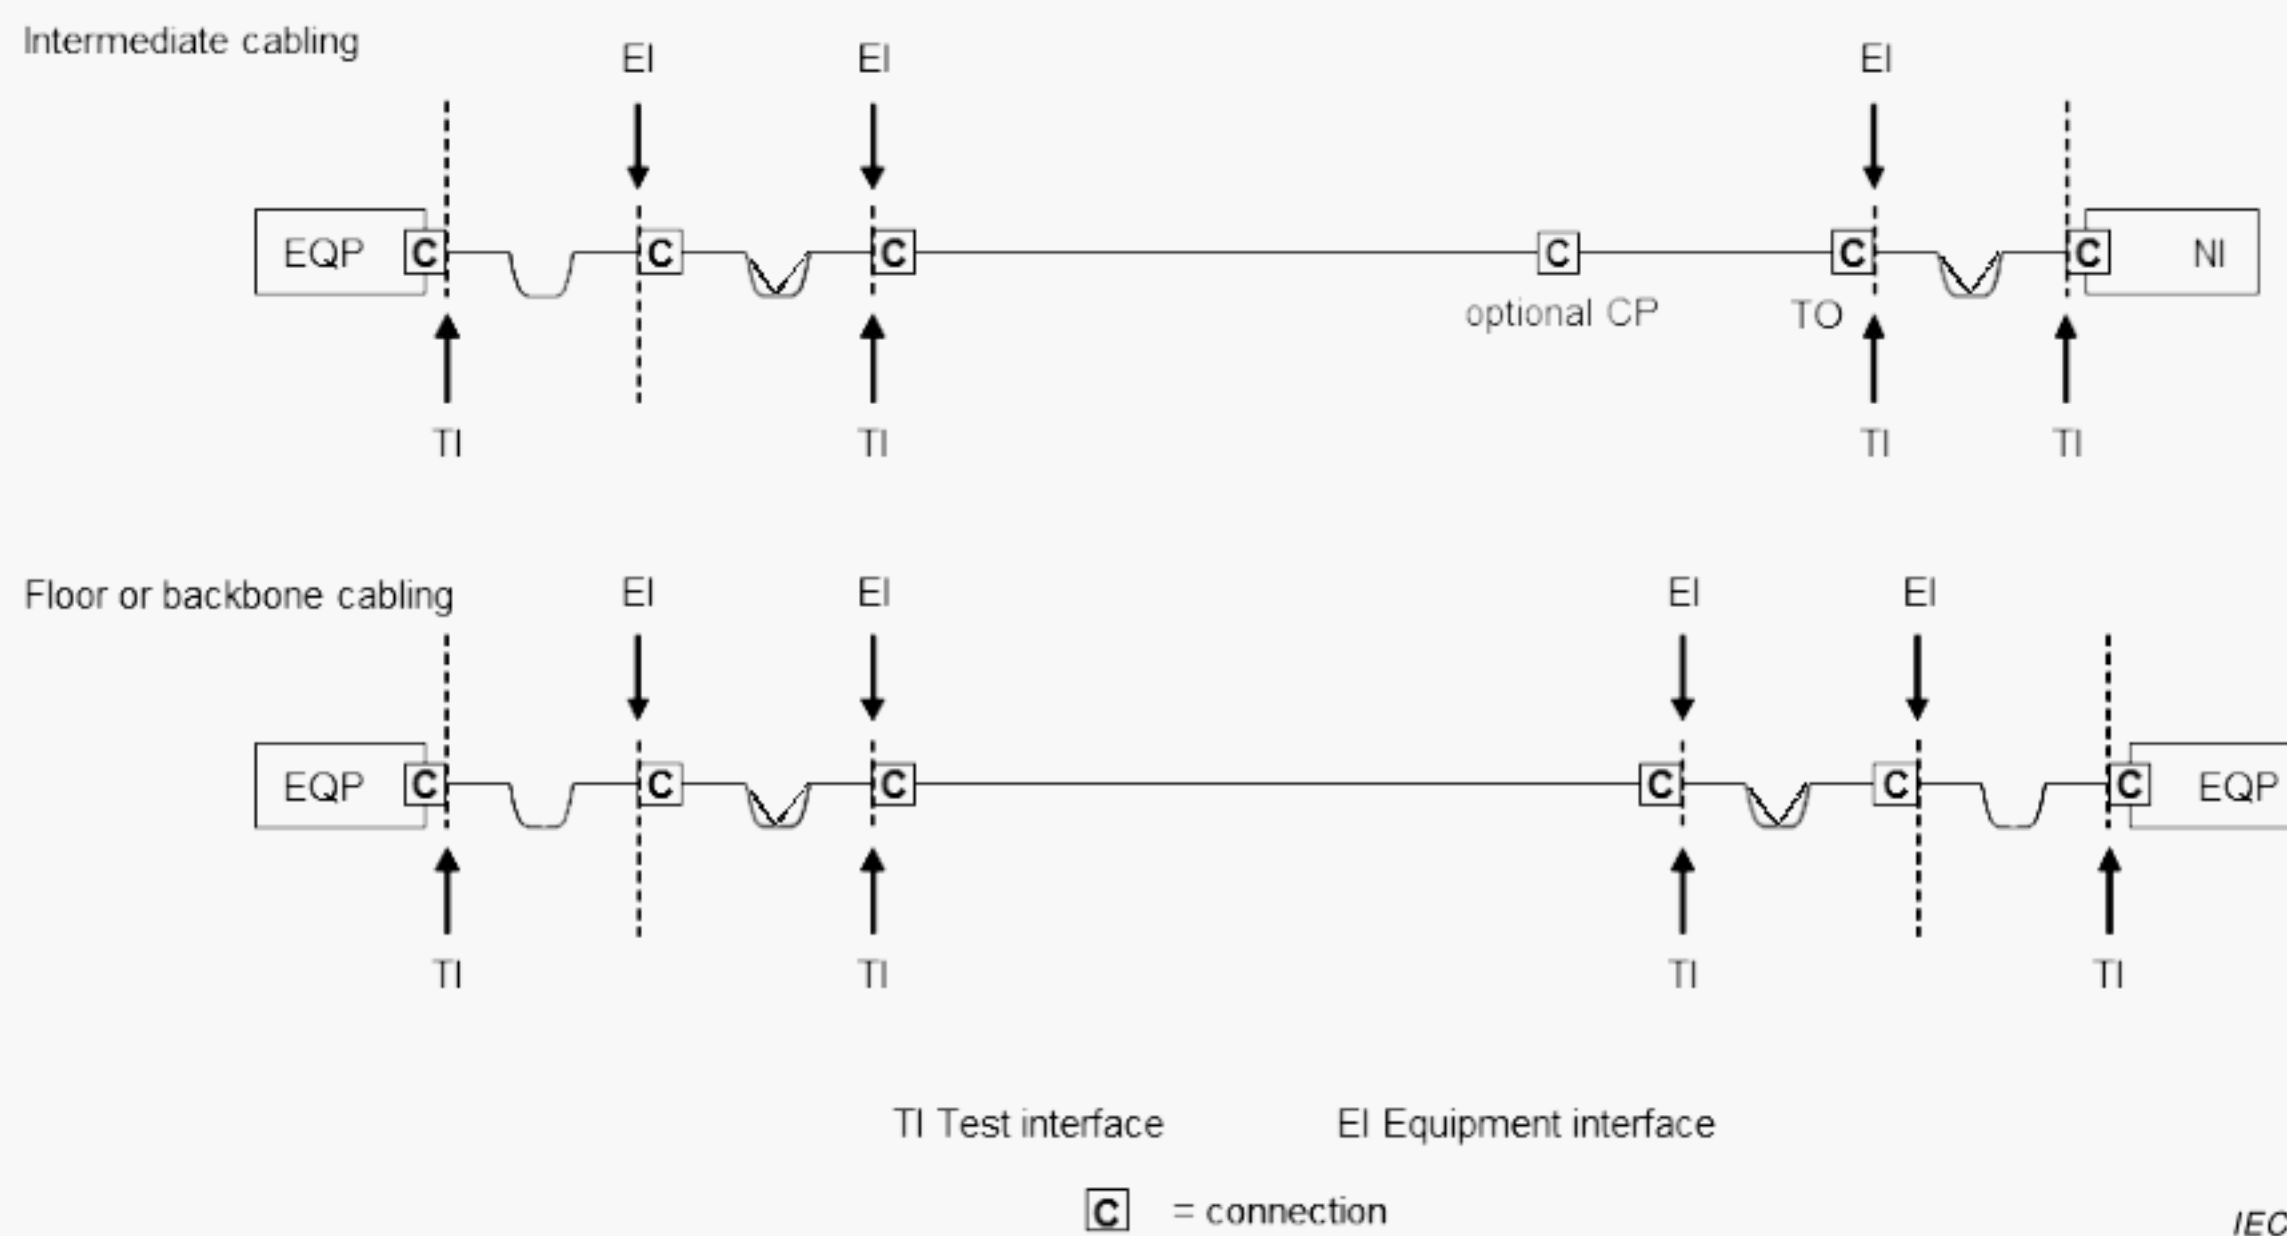 Intermediate cabling
EI EI EI
EQP C C C C C C NI
optional CP TO
TI TI TI TI
Floor or backbone cabling
EI EI EI EI
EQP C C C C C C EQP
TI TI TI TI
TI Test interface EI Equipment interface
C = connection
IEC